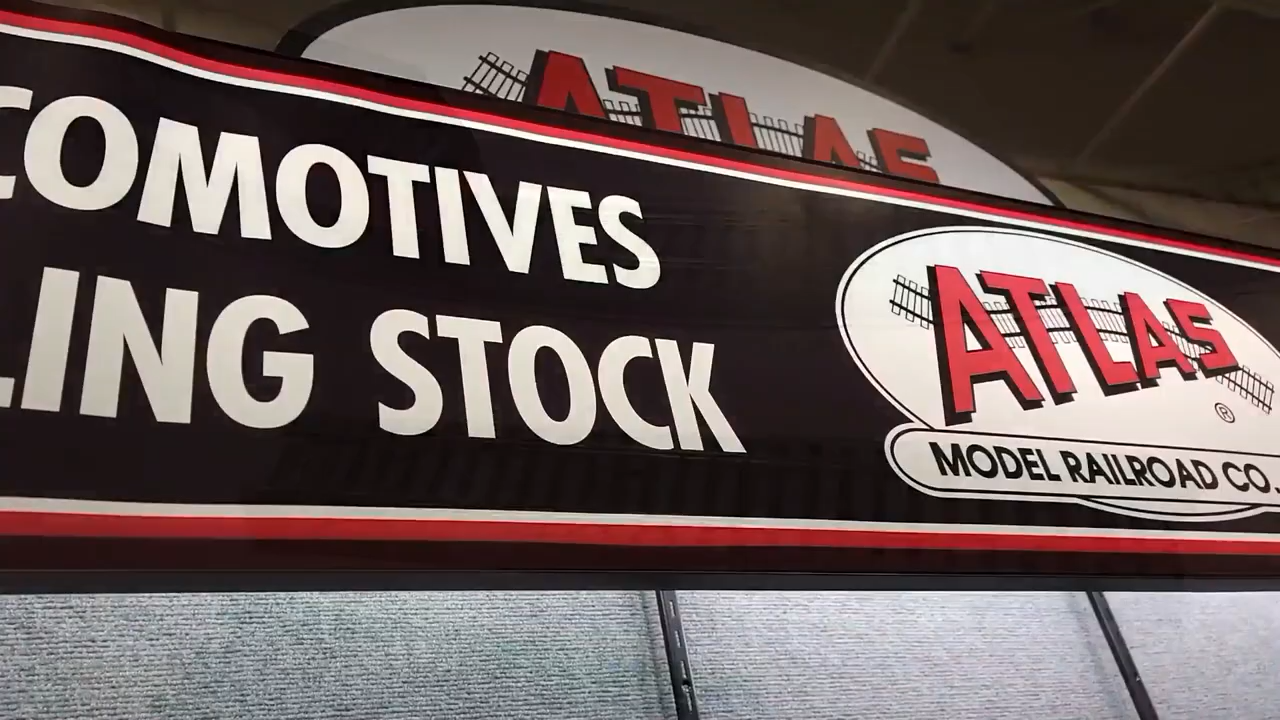 ATLAS
COMOTIVES
LING STOCK
ATLAS
®
MODEL RAILROAD CO.